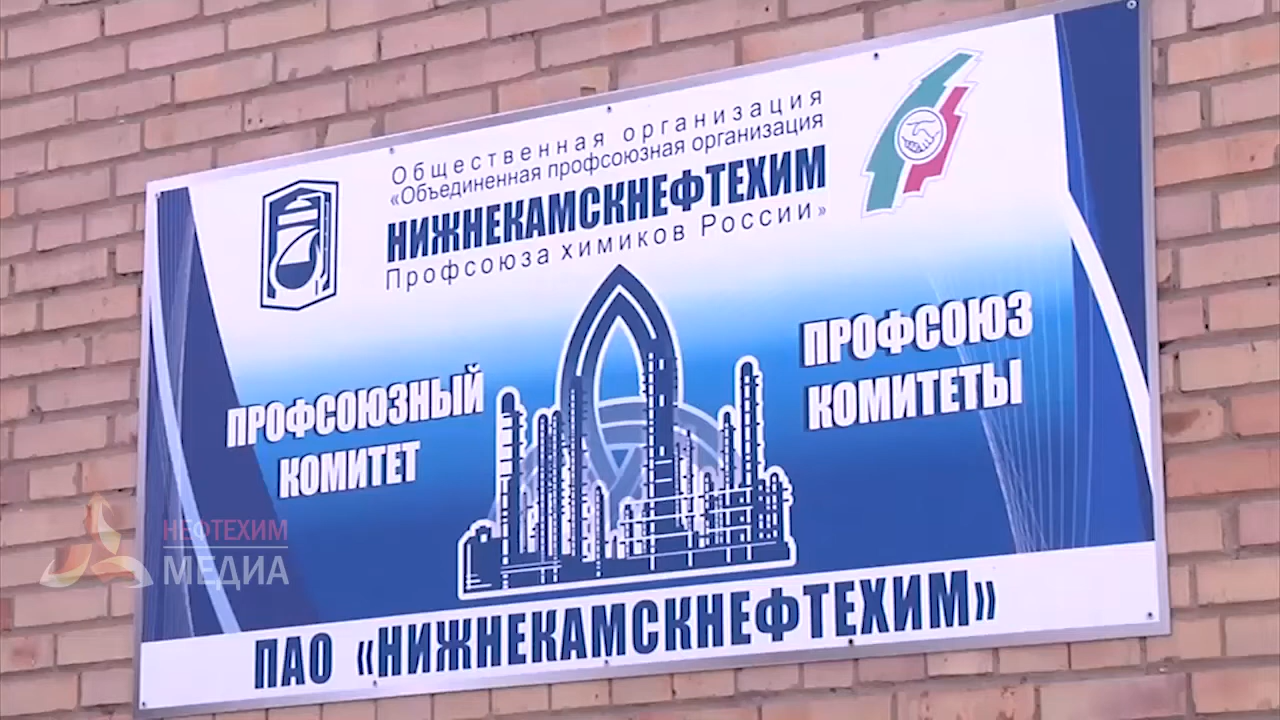 Общественная организация
«Объединенная профсоюзная организация
НИЖНЕКАМСКНЕФТЕХИМ
Профсоюза химиков России»
ПРОФСОЮЗНЫЙ
КОМИТЕТ
ПРОФСОЮЗ
КОМИТЕТЫ
ПАО «НИЖНЕКАМСКНЕФТЕХИМ»
НЕФТЕХИМ
МЕДИА